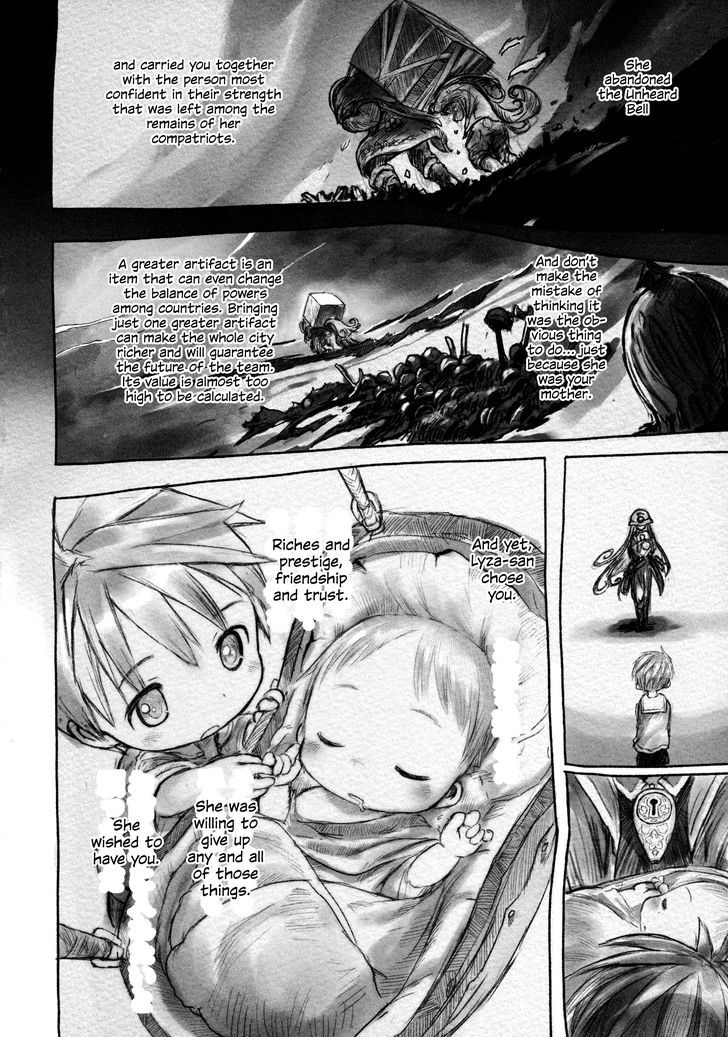 She
abandoned
the Unheard
Bell
and carried you together
with the person most
confident in their strength
that was left among the
remains of her
compatriots.
And don't
make the
mistake of
thinking it
was the ob-
vious thing
to do... just
because she
was your
mother.
A greater artifact is an
item that can even change
the balance of powers
among countries. Bringing
just one greater artifact
can make the whole city
richer and will guarantee
the future of the team.
Its value is almost too
high to be calculated.
And yet,
Lyza-san
chose
you.
Riches and
prestige,
friendship
and trust.
She was
willing to
give up
any and all
of those
things.
She
wished to
have you.